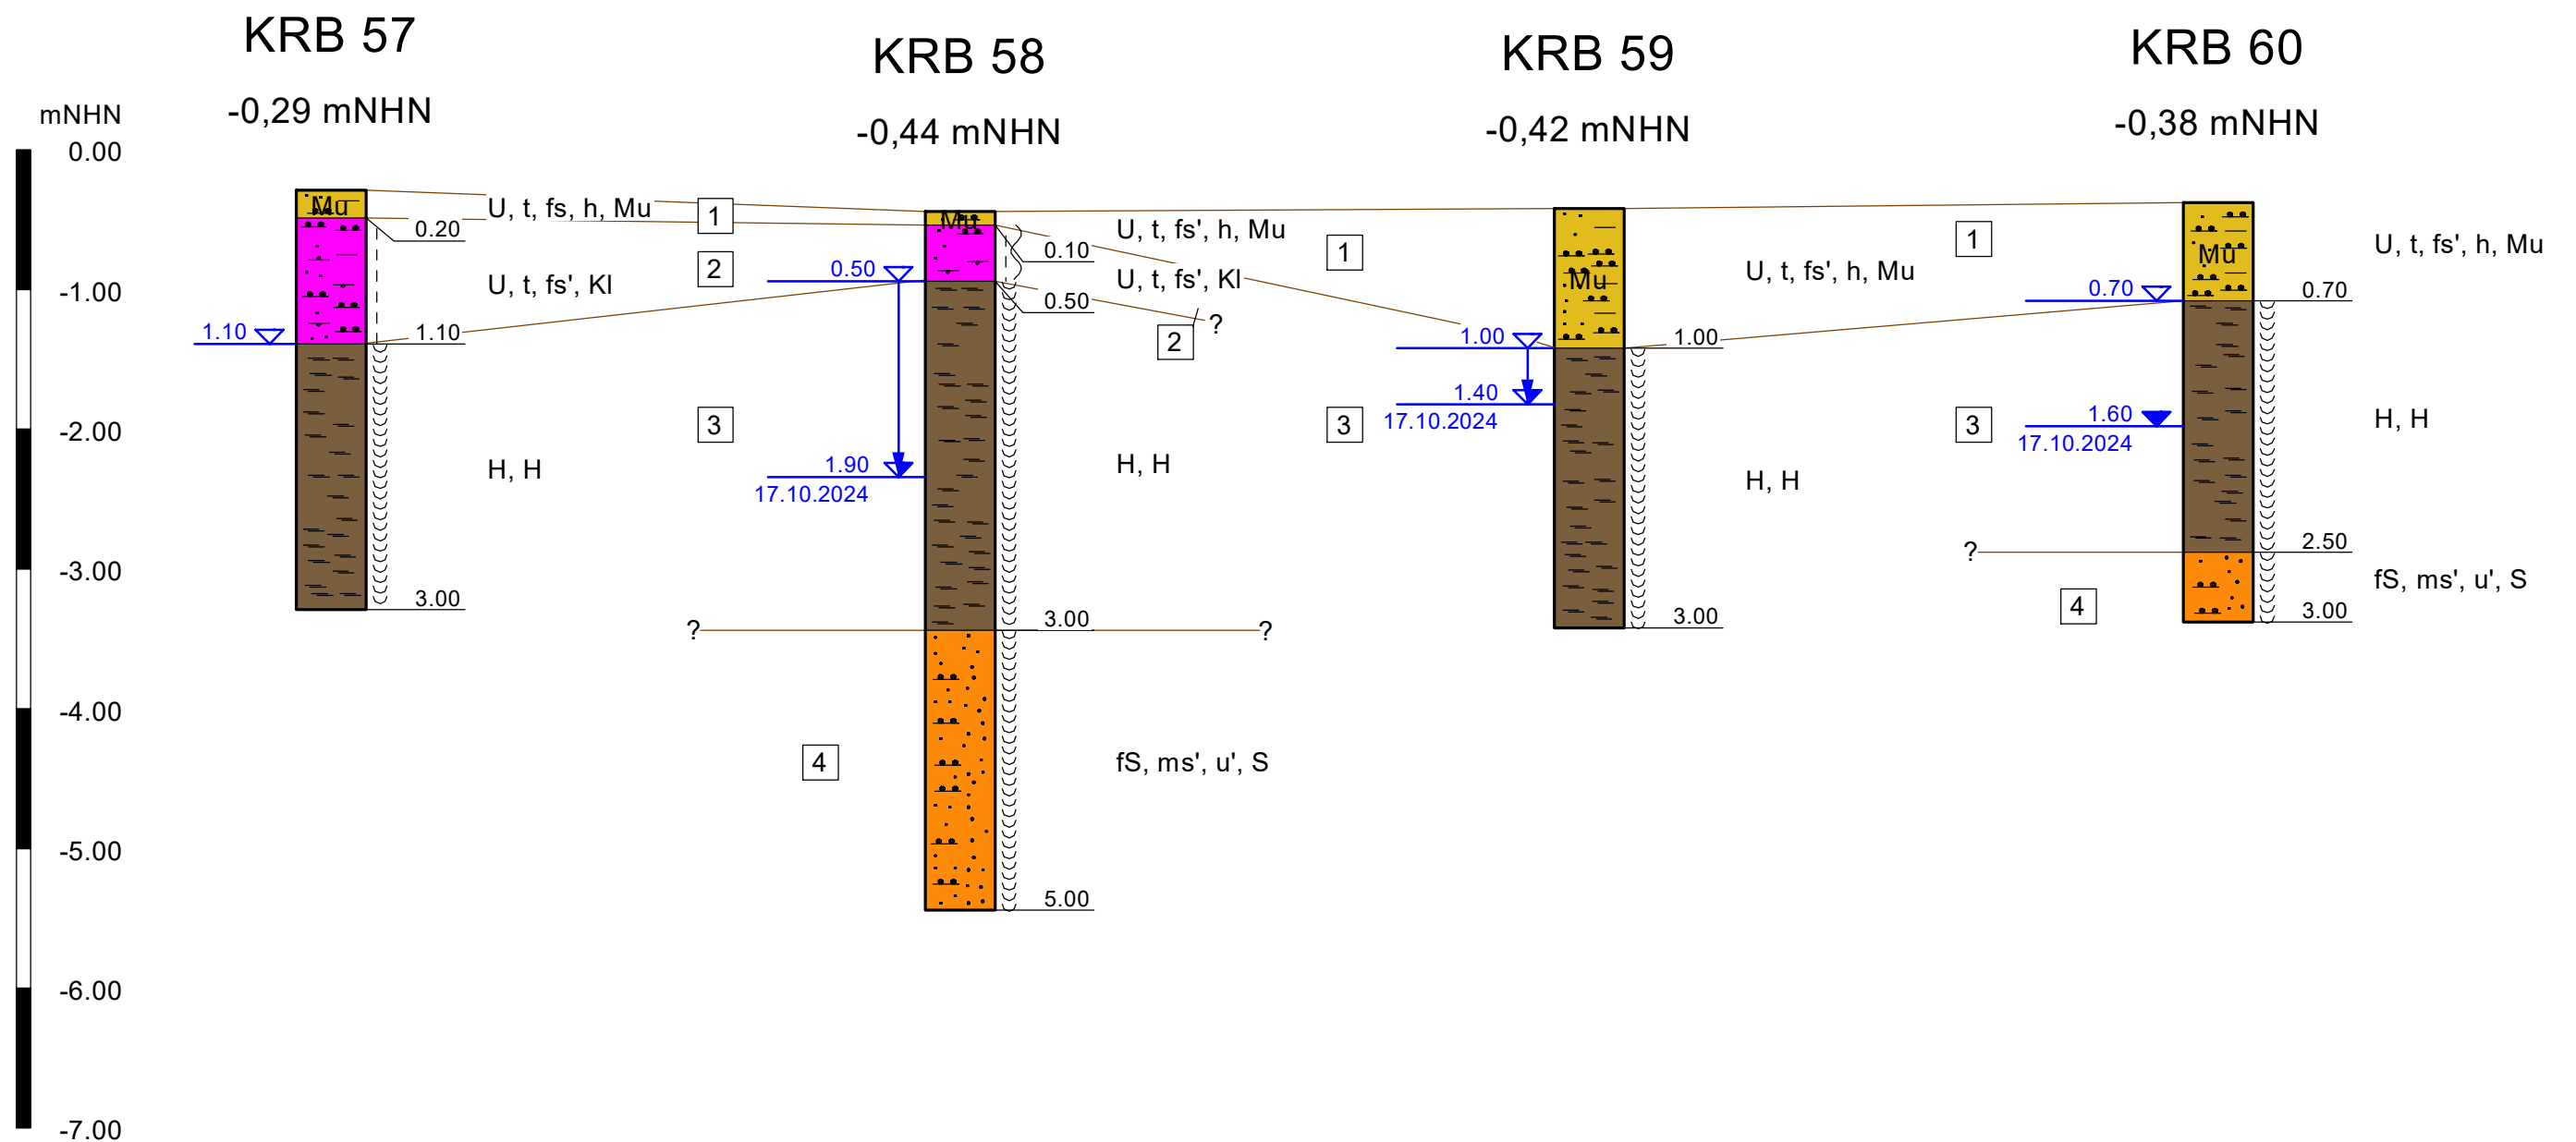 KRB 57
-0,29 mNHN
KRB 58
-0,44 mNHN
KRB 59
-0,42 mNHN
KRB 60
-0,38 mNHN
mNHN
0.00
-1.00
-2.00
-3.00
-4.00
-5.00
-6.00
-7.00
Mu
0.20
1.10
1.10
3.00
U, t, fs, h, Mu
U, t, fs', Kl
H, H
1
2
3
4
Mu
0.50
1.90
17.10.2024
0.10
0.50
3.00
5.00
U, t, fs', h, Mu
U, t, fs', Kl
H, H
fS, ms', u', S
?
?
?
1
2
3
Mu
1.00
1.40
17.10.2024
1.00
3.00
U, t, fs', h, Mu
H, H
1
3
?
4
Mu
0.70
1.60
17.10.2024
0.70
2.50
3.00
U, t, fs', h, Mu
H, H
fS, ms', u', S